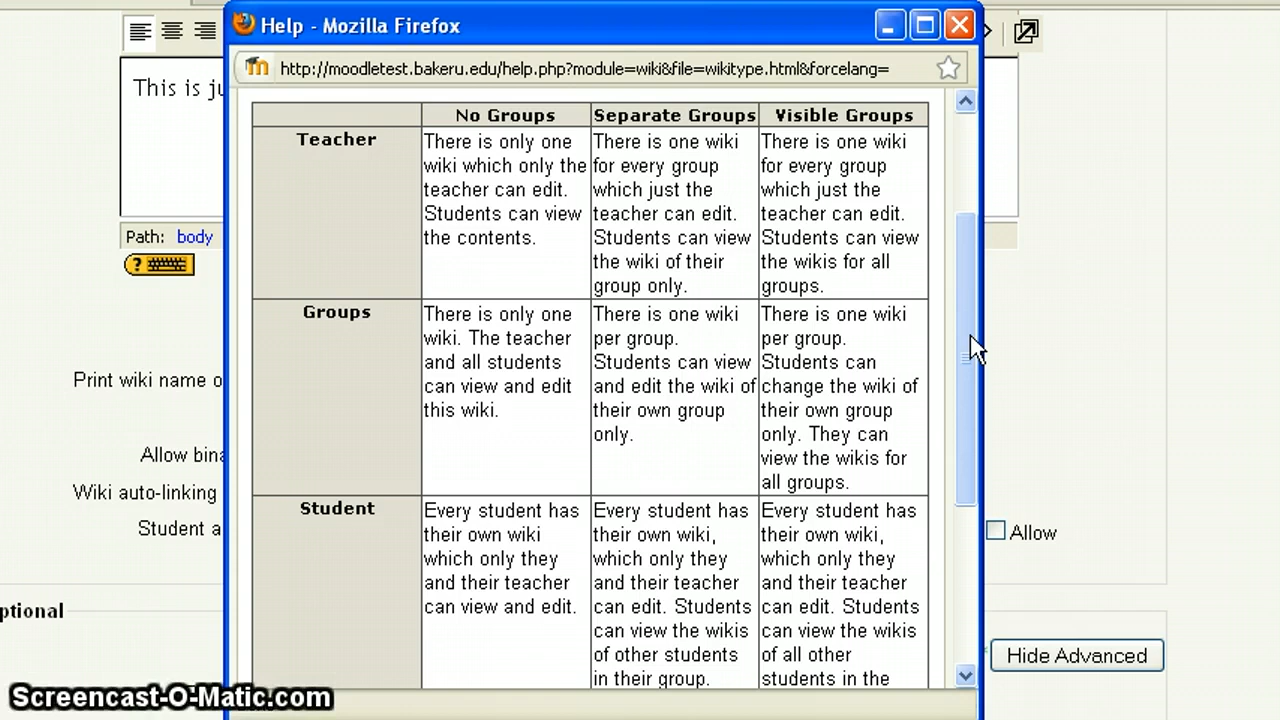 Help - Mozilla Firefox
http://moodletest.bakeru.edu/help.php?module=wiki&file=wikitype.html&forcelang=
This is ju
Path: body
?
Print wiki name o
Allow bina
Wiki auto-linking
Student a
ptional
Allow
Hide Advanced
No Groups Separate Groups Visible Groups
Teacher
There is only one
wiki which only the
teacher can edit.
Students can view
the contents.
There is one wiki
for every group
which just the
teacher can edit.
Students can view
the wiki of their
group only.
There is one wiki
for every group
which just the
teacher can edit.
Students can view
the wikis for all
groups.
Groups
There is only one
wiki. The teacher
and all students
can view and edit
this wiki.
There is one wiki
per group.
Students can view
and edit the wiki of
their own group
only.
There is one wiki
per group.
Students can
change the wiki of
their own group
only. They can
view the wikis for
all groups.
Student
Every student has
their own wiki
which only they
and their teacher
can view and edit.
Every student has
their own wiki,
which only they
and their teacher
can edit. Students
can view the wikis
of other students
in their group.
Every student has
their own wiki,
which only they
and their teacher
can edit. Students
can view the wikis
of all other
students in the
Screencast-O-Matic.com